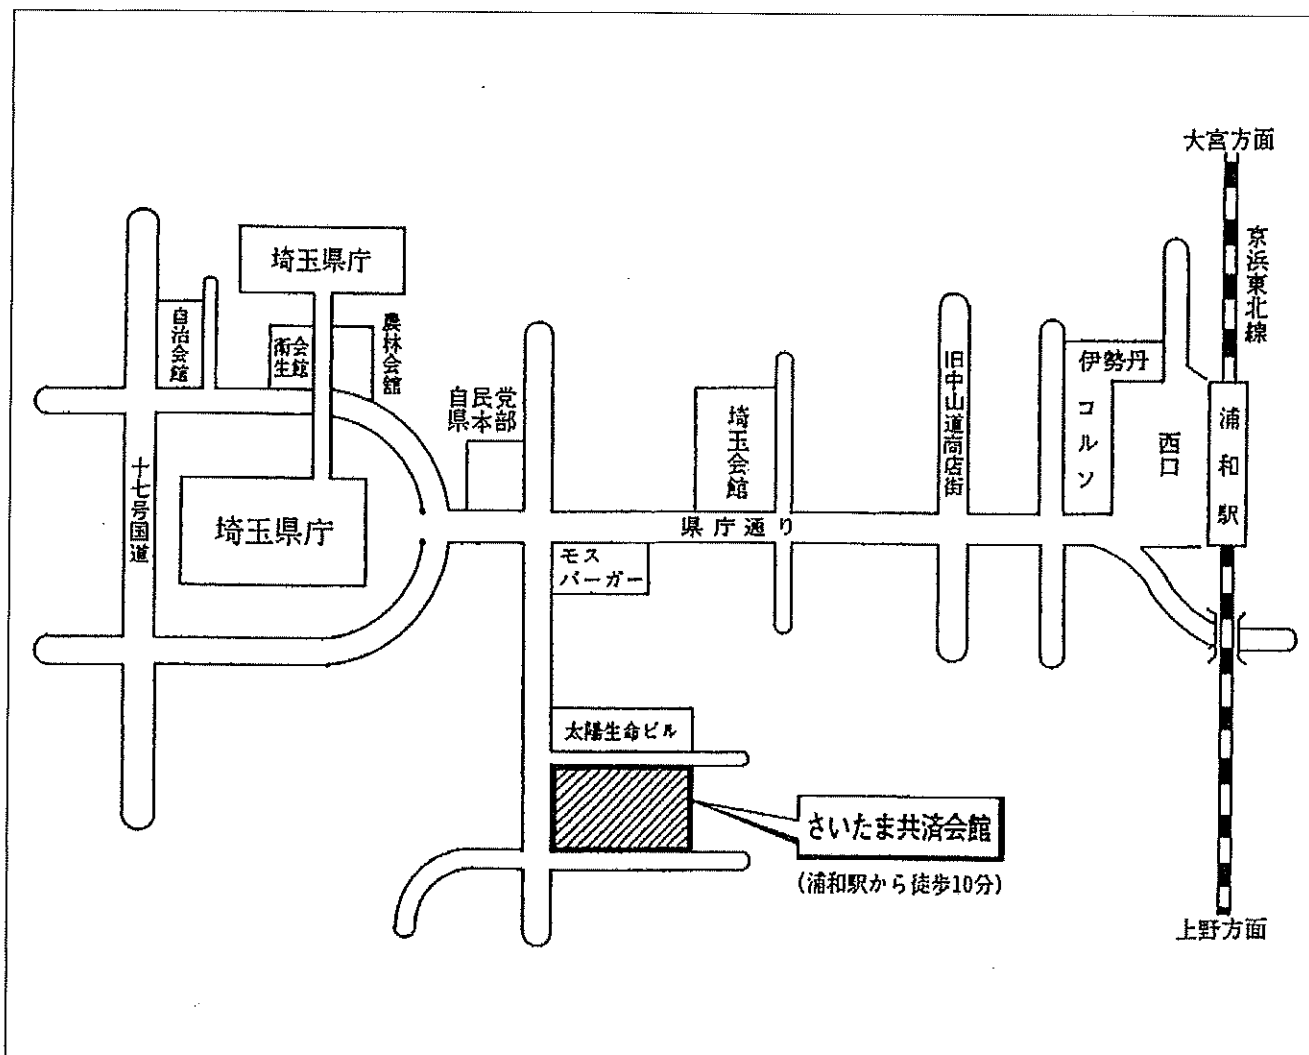 大宮方面
京浜東北線
埼玉県庁
自治会館
衛生会館
農林会館
自民党
県本部
埼玉会館
旧中山道商店街
伊勢丹
コルソ
西口
浦和駅
十七号国道
埼玉県庁
県庁通り
モス
バーガー
太陽生命ビル
さいたま共済会館
(浦和駅から徒歩10分)
上野方面